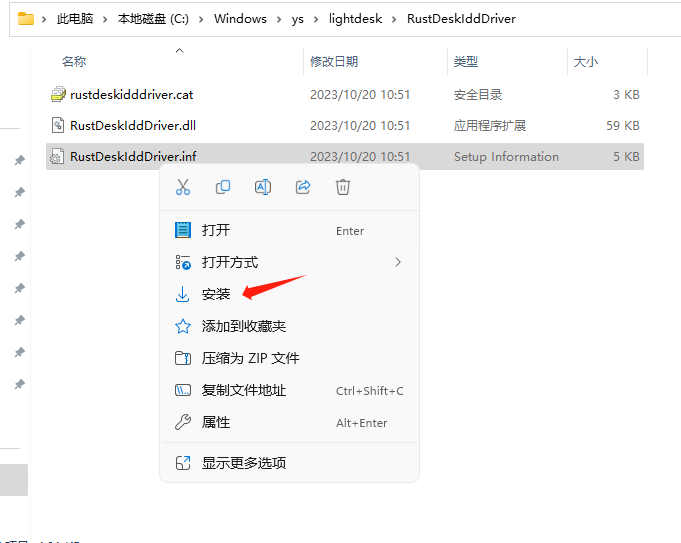 此电脑 本地磁盘 (C:) Windows ys lightdesk RustDeskIddDriver
名称 修改日期 类型 大小
rustdeskidddriver.cat 2023/10/20 10:51 安全目录 3 KB
RustDeskIddDriver.dll 2023/10/20 10:51 应用程序扩展 59 KB
RustDeskIddDriver.inf 2023/10/20 10:51 Setup Information 5 KB
打开 Enter
打开方式
安装
添加到收藏夹
压缩为 ZIP 文件
复制文件地址 Ctrl+Shift+C
属性 Alt+Enter
显示更多选项